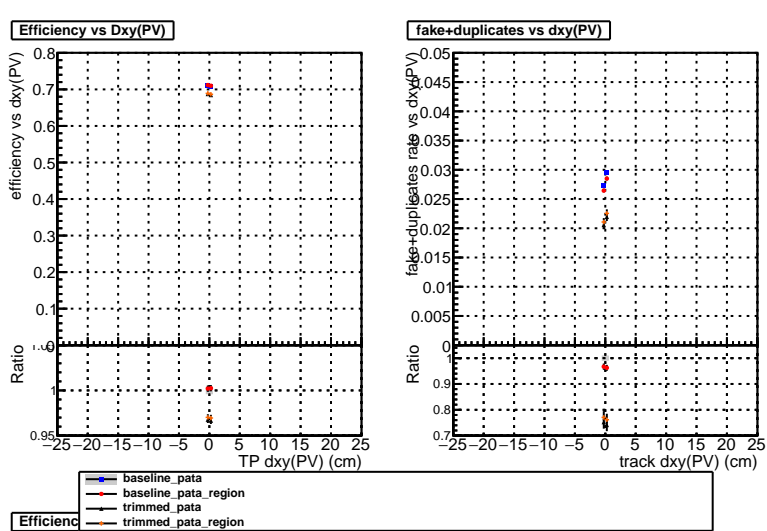 Efficiency vs Dxy(PV)
efficiency vs dxy(PV)
0.8
0.7
0.6
0.5
0.4
0.3
0.2
0.1
0
Ratio
1
0.95
−25 −20 −15 −10 −5 0 5 10 15 20 25
TP dxy(PV) (cm)
fake+duplicates vs dxy(PV)
fake+duplicates rate vs dxy(PV)
0.05
0.045
0.04
0.035
0.03
0.025
0.02
0.015
0.01
0.005
0
Ratio
1
0.9
0.8
0.7
−25 −20 −15 −10 −5 0 5 10 15 20 25
track dxy(PV) (cm)
baseline_pata
baseline_pata_region
trimmed_pata
trimmed_pata_region
Efficienc